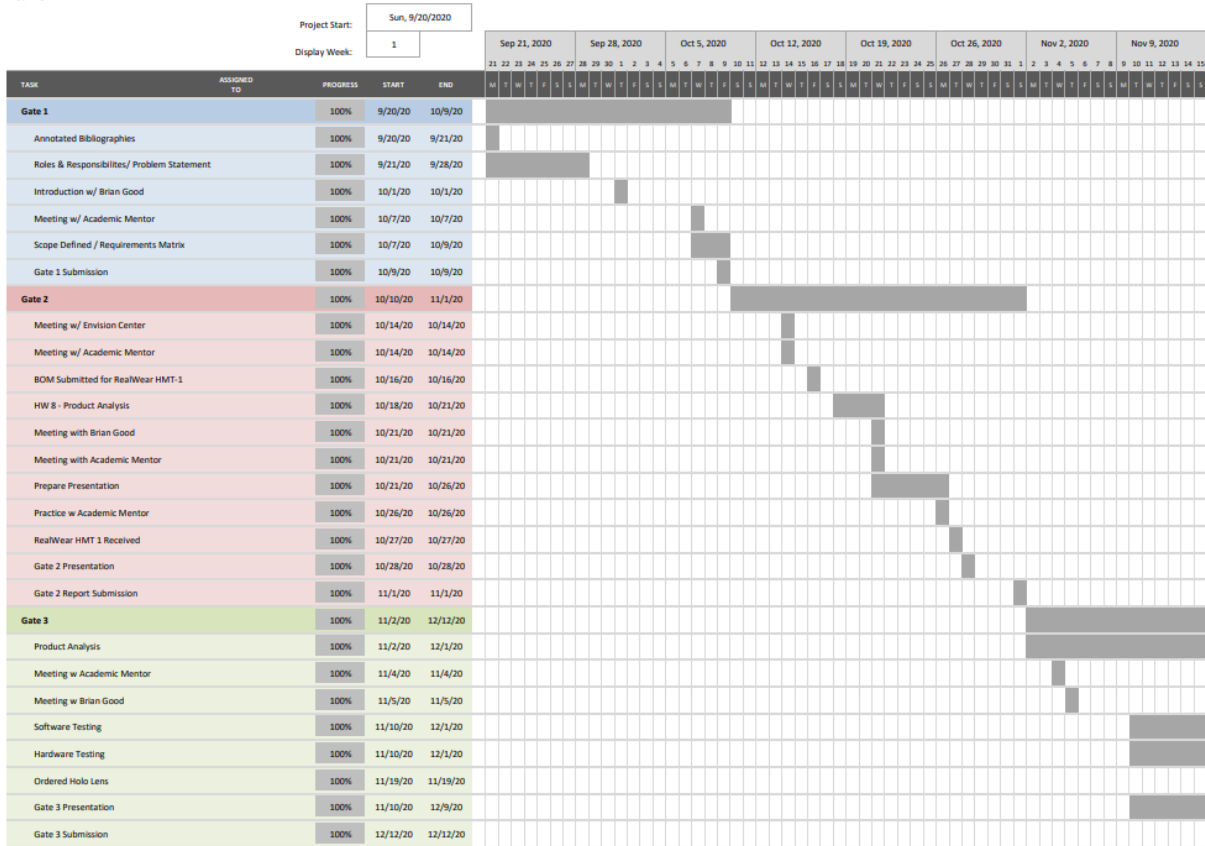 Project Start: Sun, 9/20/2020
Display Week: 1
Sep 21, 2020 Sep 28, 2020 Oct 5, 2020 Oct 12, 2020 Oct 19, 2020 Oct 26, 2020 Nov 2, 2020 Nov 9, 2020
21 22 23 24 25 26 27 28 29 30 1 2 3 4 5 6 7 8 9 10 11 12 13 14 15 16 17 18 19 20 21 22 23 24 25 26 27 28 29 30 31 1 2 3 4 5 6 7 8 9 10 11 12 13 14 15
TASK ASSIGNED TO PROGRESS START END M T W T F S S M T W T F S S M T W T F S S M T W T F S S M T W T F S S M T W T F S S M T W T F S S M T W T F S S
Gate 1 100% 9/20/20 10/9/20
Annotated Bibliographies 100% 9/20/20 9/21/20
Roles & Responsibilites/ Problem Statement 100% 9/21/20 9/28/20
Introduction w/ Brian Good 100% 10/1/20 10/1/20
Meeting w/ Academic Mentor 100% 10/7/20 10/7/20
Scope Defined / Requirements Matrix 100% 10/7/20 10/9/20
Gate 1 Submission 100% 10/9/20 10/9/20
Gate 2 100% 10/10/20 11/1/20
Meeting w/ Envision Center 100% 10/14/20 10/14/20
Meeting w/ Academic Mentor 100% 10/14/20 10/14/20
BOM Submitted for RealWear HMT-1 100% 10/16/20 10/16/20
HW 8 - Product Analysis 100% 10/18/20 10/21/20
Meeting with Brian Good 100% 10/21/20 10/21/20
Meeting with Academic Mentor 100% 10/21/20 10/21/20
Prepare Presentation 100% 10/21/20 10/26/20
Practice w Academic Mentor 100% 10/26/20 10/26/20
RealWear HMT 1 Received 100% 10/27/20 10/27/20
Gate 2 Presentation 100% 10/28/20 10/28/20
Gate 2 Report Submission 100% 11/1/20 11/1/20
Gate 3 100% 11/2/20 12/12/20
Product Analysis 100% 11/2/20 12/1/20
Meeting w Academic Mentor 100% 11/4/20 11/4/20
Meeting w Brian Good 100% 11/5/20 11/5/20
Software Testing 100% 11/10/20 12/1/20
Hardware Testing 100% 11/10/20 12/1/20
Ordered Holo Lens 100% 11/19/20 11/19/20
Gate 3 Presentation 100% 11/10/20 12/9/20
Gate 3 Submission 100% 12/12/20 12/12/20